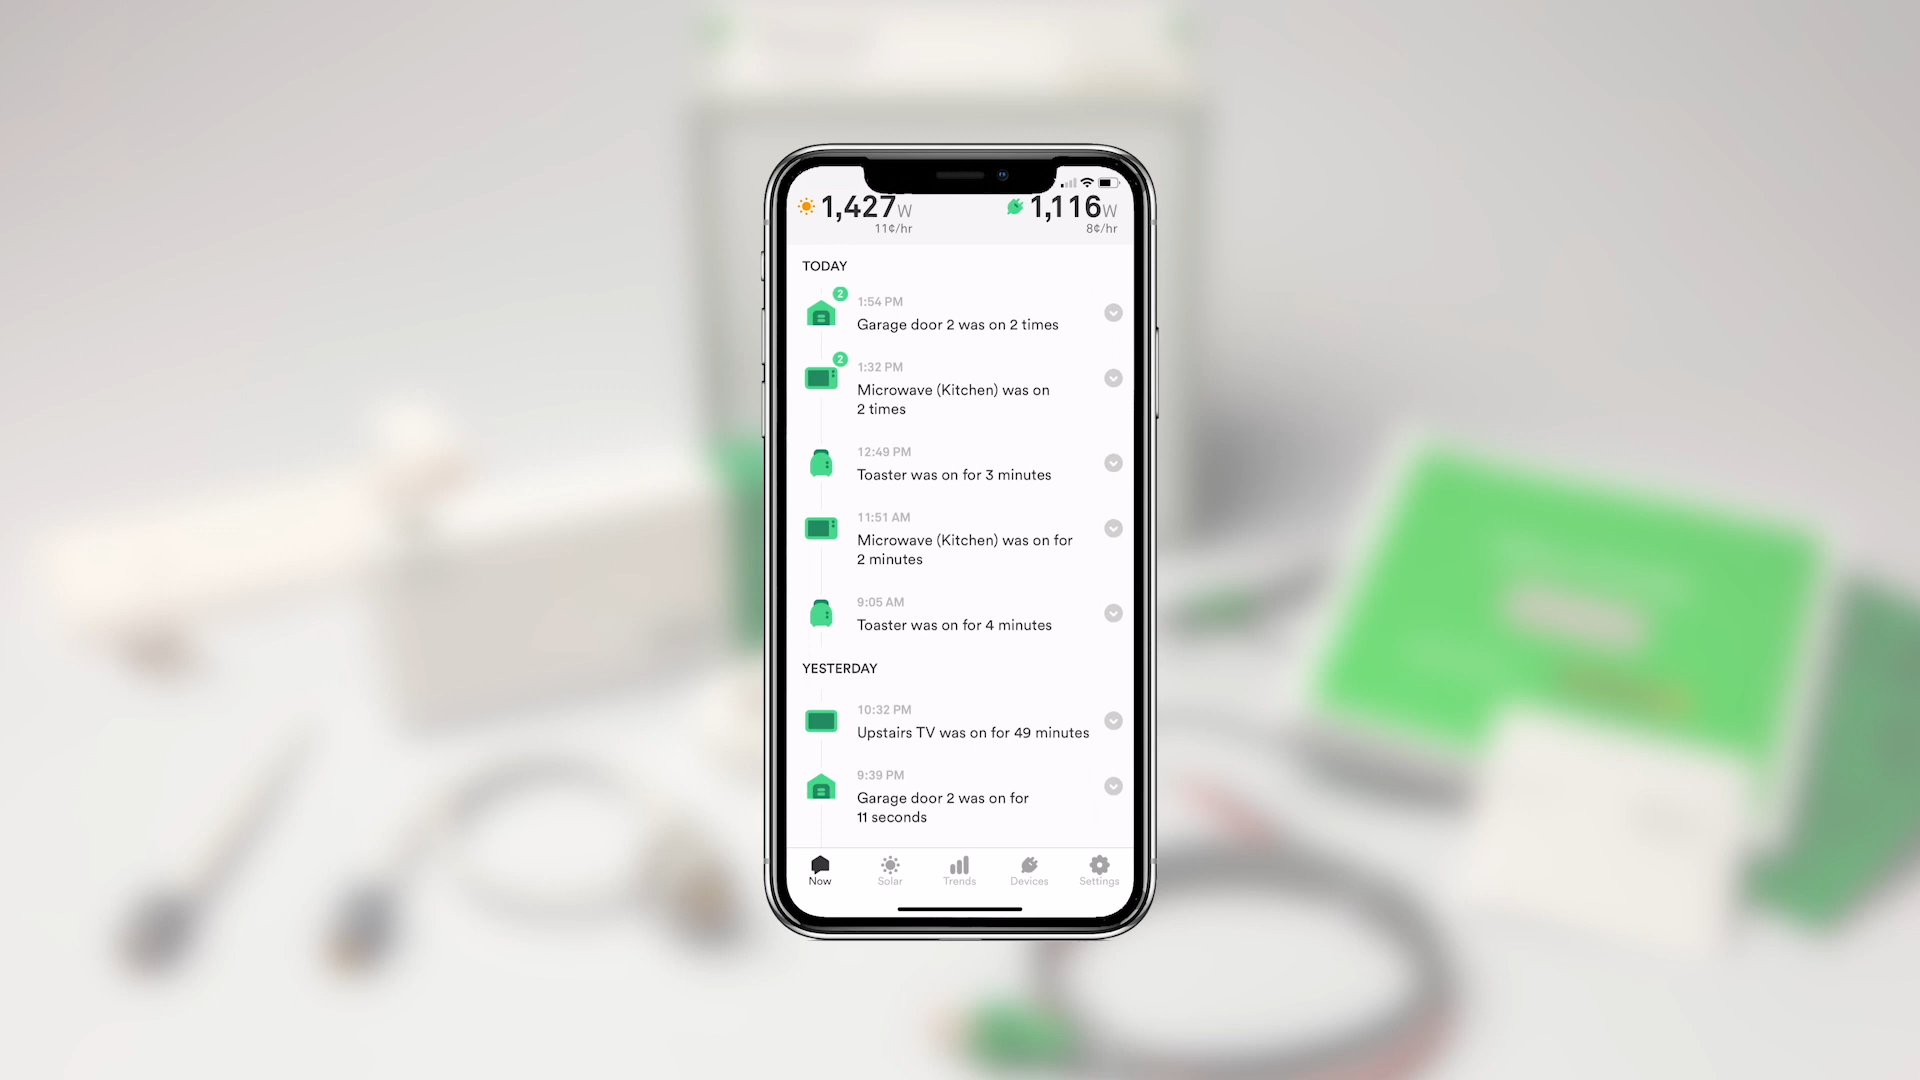 1,427W
11¢/hr
1,116W
8¢/hr
TODAY
2
1:54 PM
Garage door 2 was on 2 times
2
1:32 PM
Microwave (Kitchen) was on
2 times
12:49 PM
Toaster was on for 3 minutes
11:51 AM
Microwave (Kitchen) was on for
2 minutes
9:05 AM
Toaster was on for 4 minutes
YESTERDAY
10:32 PM
Upstairs TV was on for 49 minutes
9:39 PM
Garage door 2 was on for
11 seconds
Now
Solar
Trends
Devices
Settings